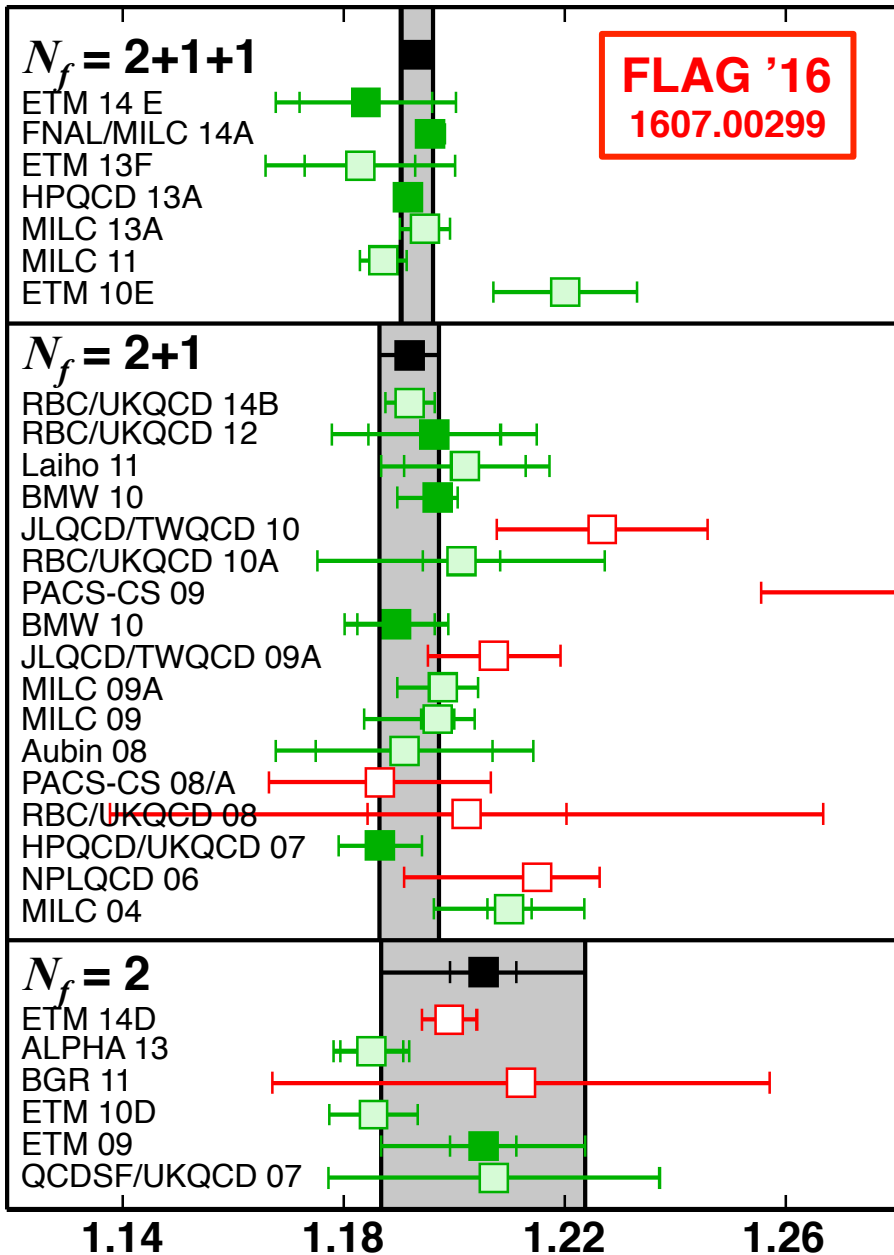 N_f = 2+1+1
FLAG '16
1607.00299
ETM 14 E
FNAL/MILC 14A
ETM 13F
HPQCD 13A
MILC 13A
MILC 11
ETM 10E
N_f = 2+1
RBC/UKQCD 14B
RBC/UKQCD 12
Laiho 11
BMW 10
JLQCD/TWQCD 10
RBC/UKQCD 10A
PACS-CS 09
BMW 10
JLQCD/TWQCD 09A
MILC 09A
MILC 09
Aubin 08
PACS-CS 08/A
RBC/UKQCD 08
HPQCD/UKQCD 07
NPLQCD 06
MILC 04
N_f = 2
ETM 14D
ALPHA 13
BGR 11
ETM 10D
ETM 09
QCDSF/UKQCD 07
1.14 1.18 1.22 1.26